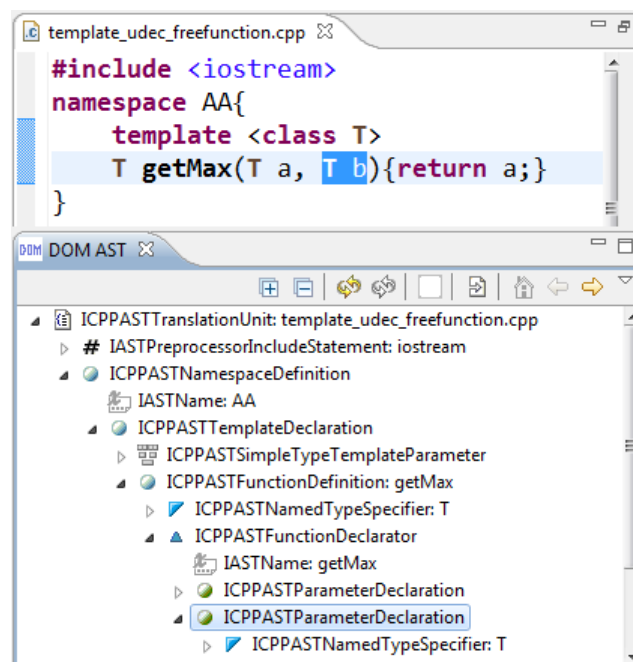 template_udec_freefunction.cpp
#include <iostream>
namespace AA{
template <class T>
T getMax(T a, T b){return a;}
}
DOM AST
ICPPASTTranslationUnit: template_udec_freefunction.cpp
# IASTPreprocessorIncludeStatement: iostream
ICPPASTNamespaceDefinition
IASTName: AA
ICPPASTTemplateDeclaration
ICPPASTSimpleTypeTemplateParameter
ICPPASTFunctionDefinition: getMax
ICPPASTNamedTypeSpecifier: T
ICPPASTFunctionDeclarator
IASTName: getMax
ICPPASTParameterDeclaration
ICPPASTParameterDeclaration
ICPPASTNamedTypeSpecifier: T